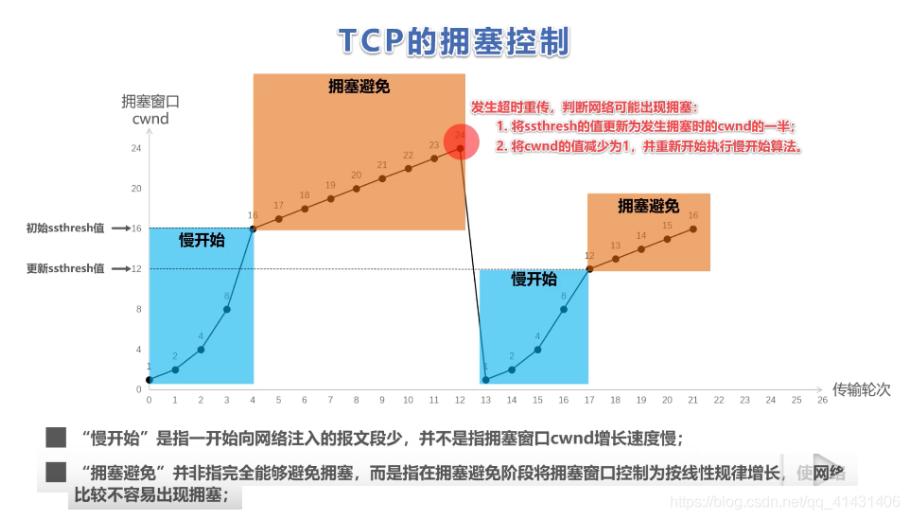 TCP的拥塞控制
拥塞避免
拥塞窗口
cwnd
发生超时重传，判断网络可能出现拥塞：
1. 将ssthresh的值更新为发生拥塞时的cwnd的一半；
2. 将cwnd的值减少为1，并重新开始执行慢开始算法。
24
24
23
22
21
20
20
19
18
17
16
拥塞避免
初始ssthresh值
16
慢开始
16
15
14
13
12
更新ssthresh值
12
慢开始
8
8
8
4
4
4
2
2
1
1
0
0 1 2 3 4 5 6 7 8 9 10 11 12 13 14 15 16 17 18 19 20 21 22 23 24 25 26
传输轮次
“慢开始”是指一开始向网络注入的报文段少，并不是指拥塞窗口cwnd增长速度慢；
“拥塞避免”并非指完全能够避免拥塞，而是指在拥塞避免阶段将拥塞窗口控制为按线性规律增长，使网络
比较不容易出现拥塞；
https://blog.csdn.net/qq_41431406